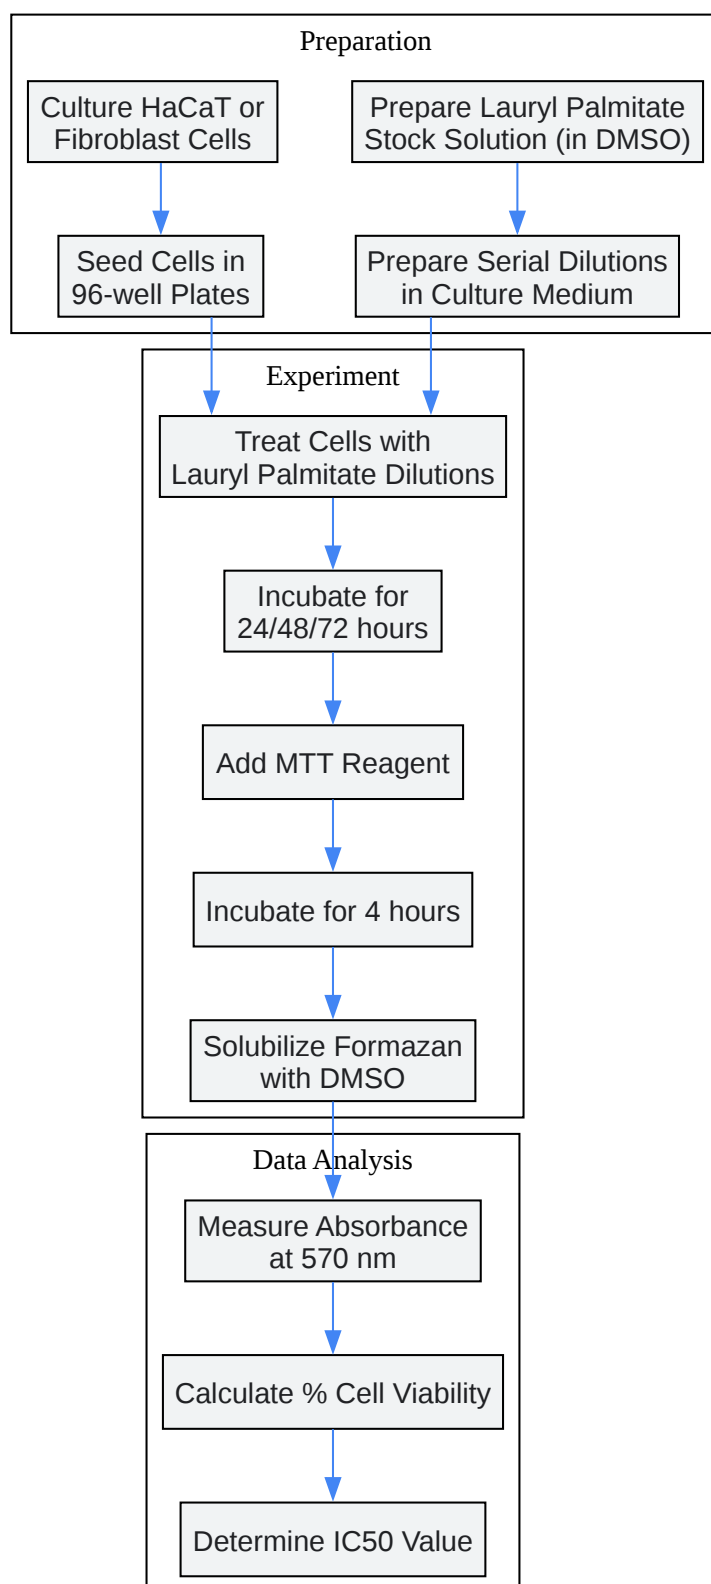 Preparation
Culture HaCaT or
Fibroblast Cells
Prepare Lauryl Palmitate
Stock Solution (in DMSO)
Seed Cells in
96-well Plates
Prepare Serial Dilutions
in Culture Medium
Experiment
Treat Cells with
Lauryl Palmitate Dilutions
Incubate for
24/48/72 hours
Add MTT Reagent
Incubate for 4 hours
Solubilize Formazan
with DMSO
Data Analysis
Measure Absorbance
at 570 nm
Calculate % Cell Viability
Determine IC50 Value